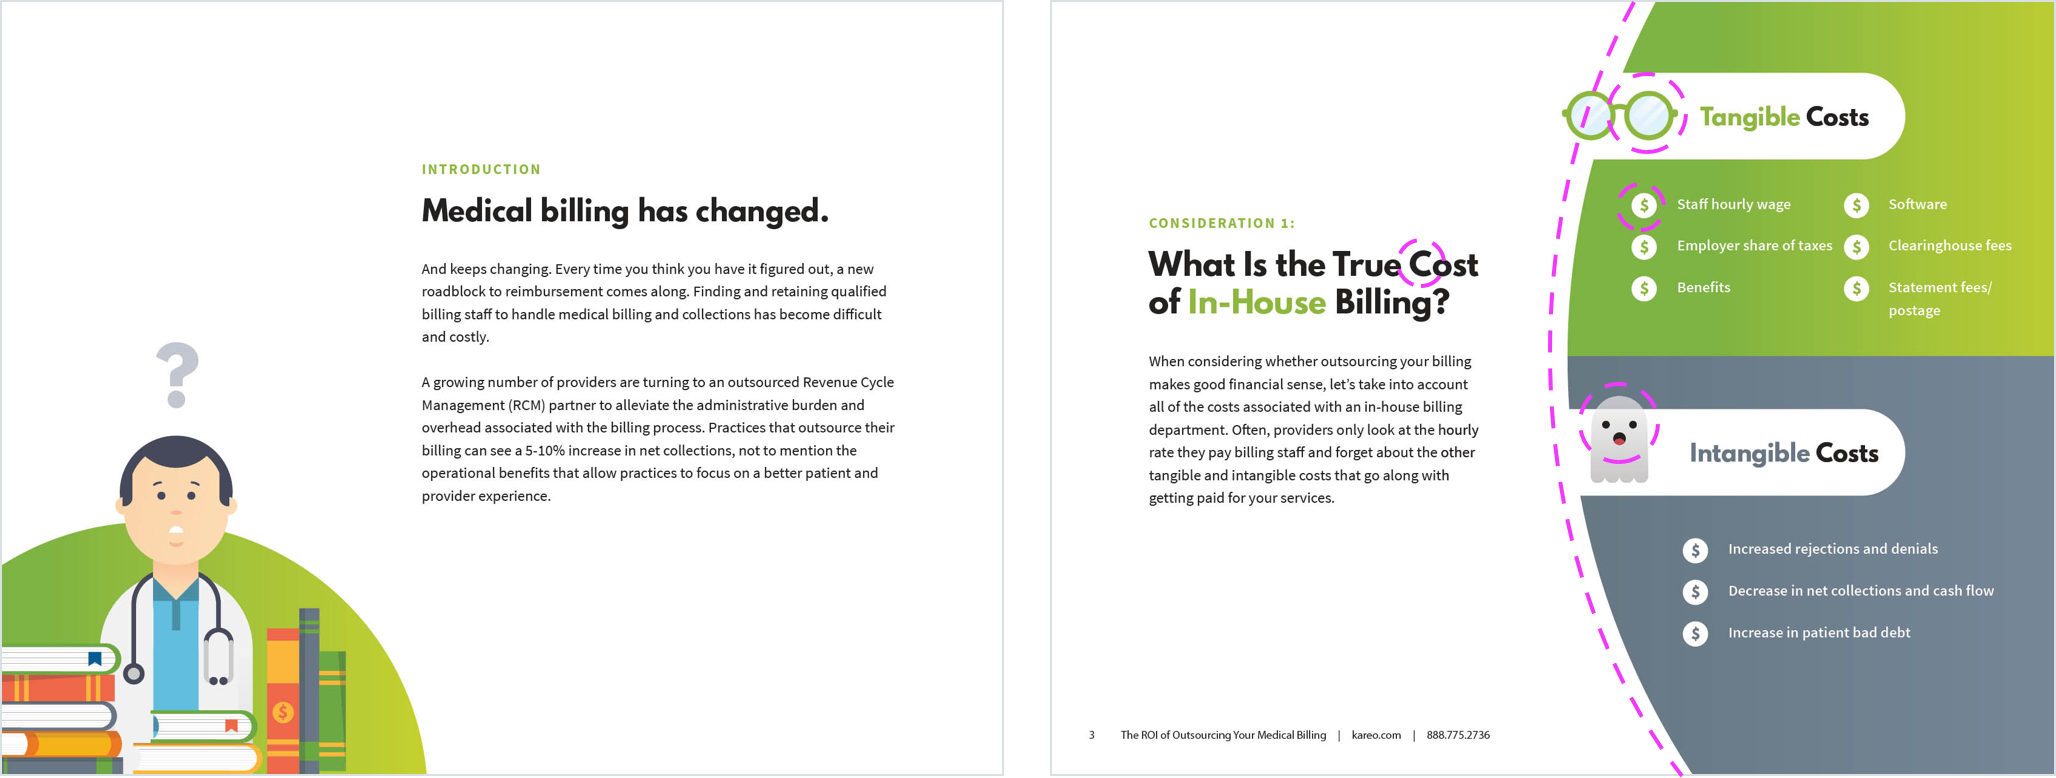 INTRODUCTION
Medical billing has changed.
And keeps changing. Every time you think you have it figured out, a new
roadblock to reimbursement comes along. Finding and retaining qualified
billing staff to handle medical billing and collections has become difficult
and costly.
A growing number of providers are turning to an outsourced Revenue Cycle
Management (RCM) partner to alleviate the administrative burden and
overhead associated with the billing process. Practices that outsource their
billing can see a 5-10% increase in net collections, not to mention the
operational benefits that allow practices to focus on a better patient and
provider experience.
?
$
CONSIDERATION 1:
What Is the True Cost
of In-House Billing?
When considering whether outsourcing your billing
makes good financial sense, let’s take into account
all of the costs associated with an in-house billing
department. Often, providers only look at the hourly
rate they pay billing staff and forget about the other
tangible and intangible costs that go along with
getting paid for your services.
3 The ROI of Outsourcing Your Medical Billing | kareo.com | 888.775.2736
Tangible Costs
$ Staff hourly wage
$ Employer share of taxes
$ Benefits
$ Software
$ Clearinghouse fees
$ Statement fees/
postage
Intangible Costs
$ Increased rejections and denials
$ Decrease in net collections and cash flow
$ Increase in patient bad debt